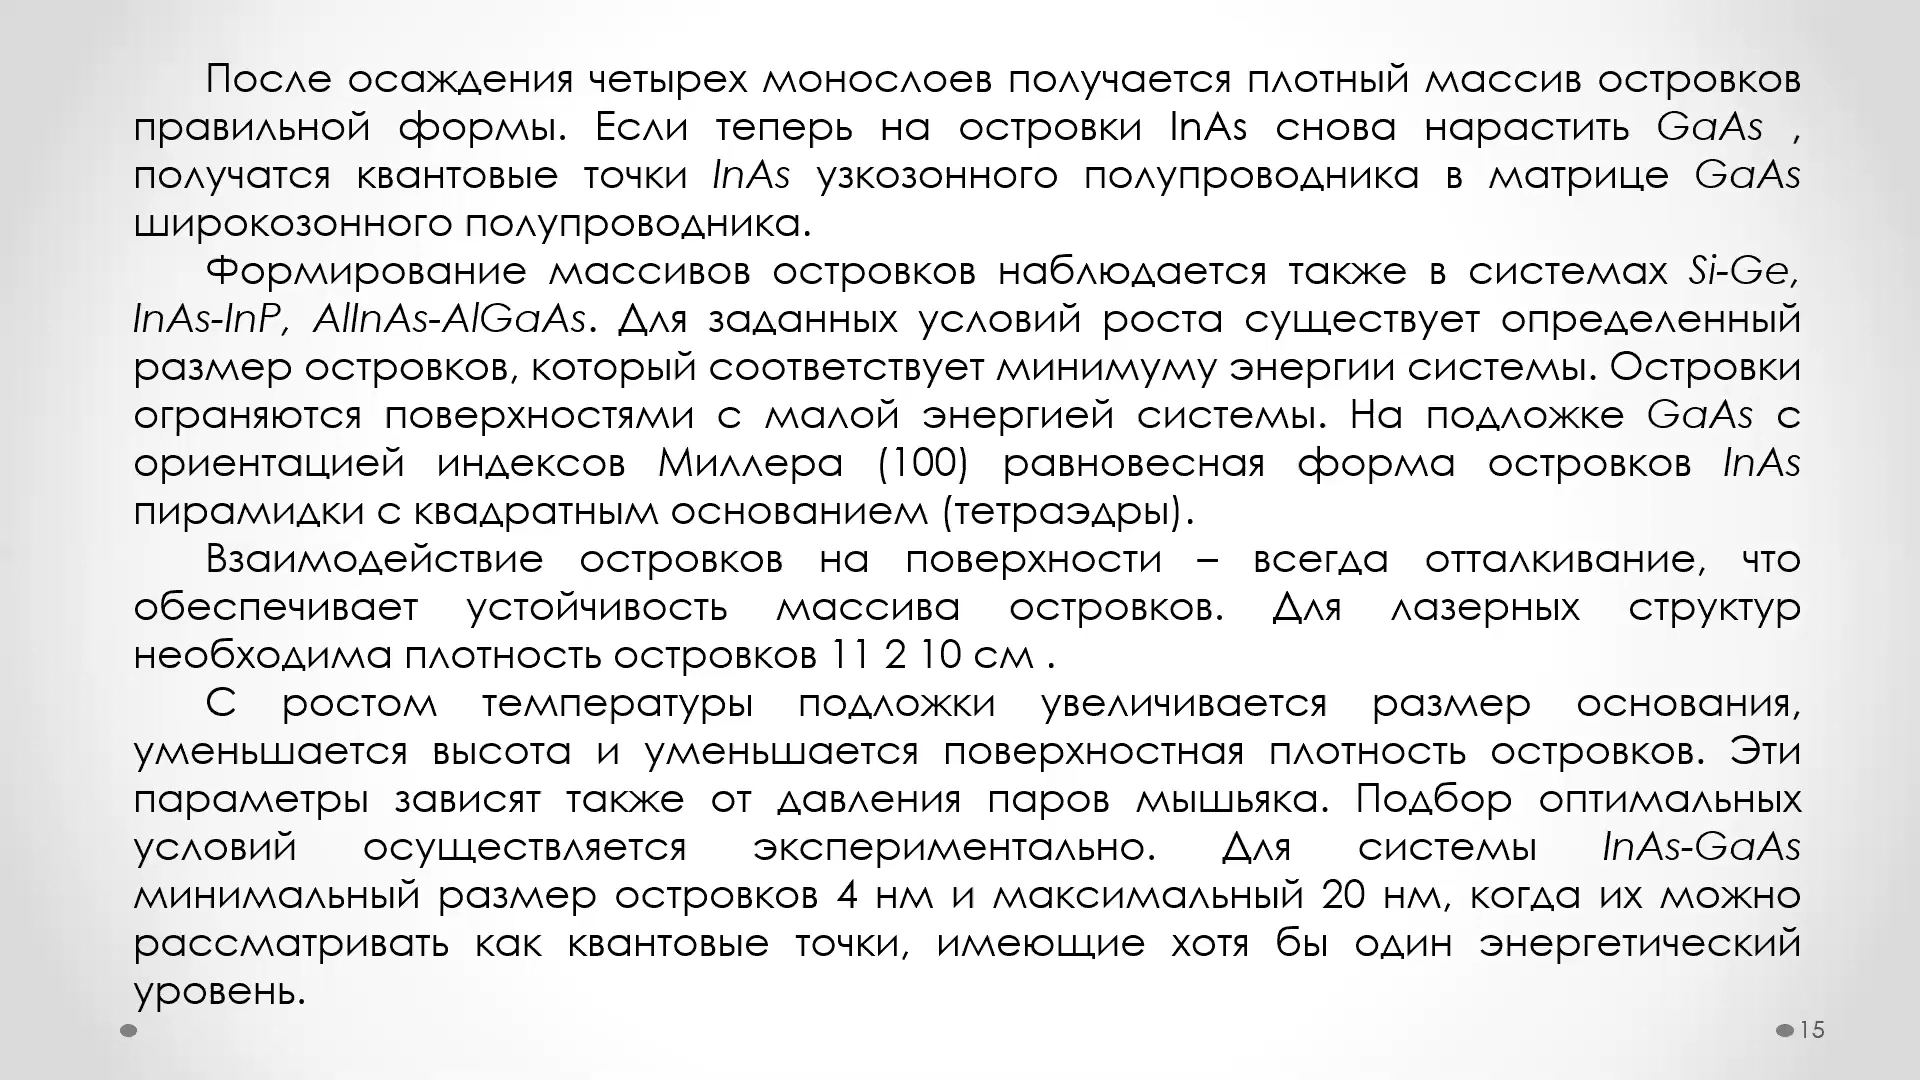 После осаждения четырех монослоев получается плотный массив островков
правильной формы. Если теперь на островки InAs снова нарастить GaAs ,
получатся квантовые точки InAs узкозонного полупроводника в матрице GaAs
широкозонного полупроводника.
Формирование массивов островков наблюдается также в системах Si-Ge,
InAs-InP, AlInAs-AlGaAs. Для заданных условий роста существует определенный
размер островков, который соответствует минимуму энергии системы. Островки
ограняются поверхностями с малой энергией системы. На подложке GaAs с
ориентацией индексов Миллера (100) равновесная форма островков InAs
пирамидки с квадратным основанием (тетраэдры).
Взаимодействие островков на поверхности – всегда отталкивание, что
обеспечивает устойчивость массива островков. Для лазерных структур
необходима плотность островков 11 2 10 см .
С ростом температуры подложки увеличивается размер основания,
уменьшается высота и уменьшается поверхностная плотность островков. Эти
параметры зависят также от давления паров мышьяка. Подбор оптимальных
условий осуществляется экспериментально. Для системы InAs-GaAs
минимальный размер островков 4 нм и максимальный 20 нм, когда их можно
рассматривать как квантовые точки, имеющие хотя бы один энергетический
уровень.
15